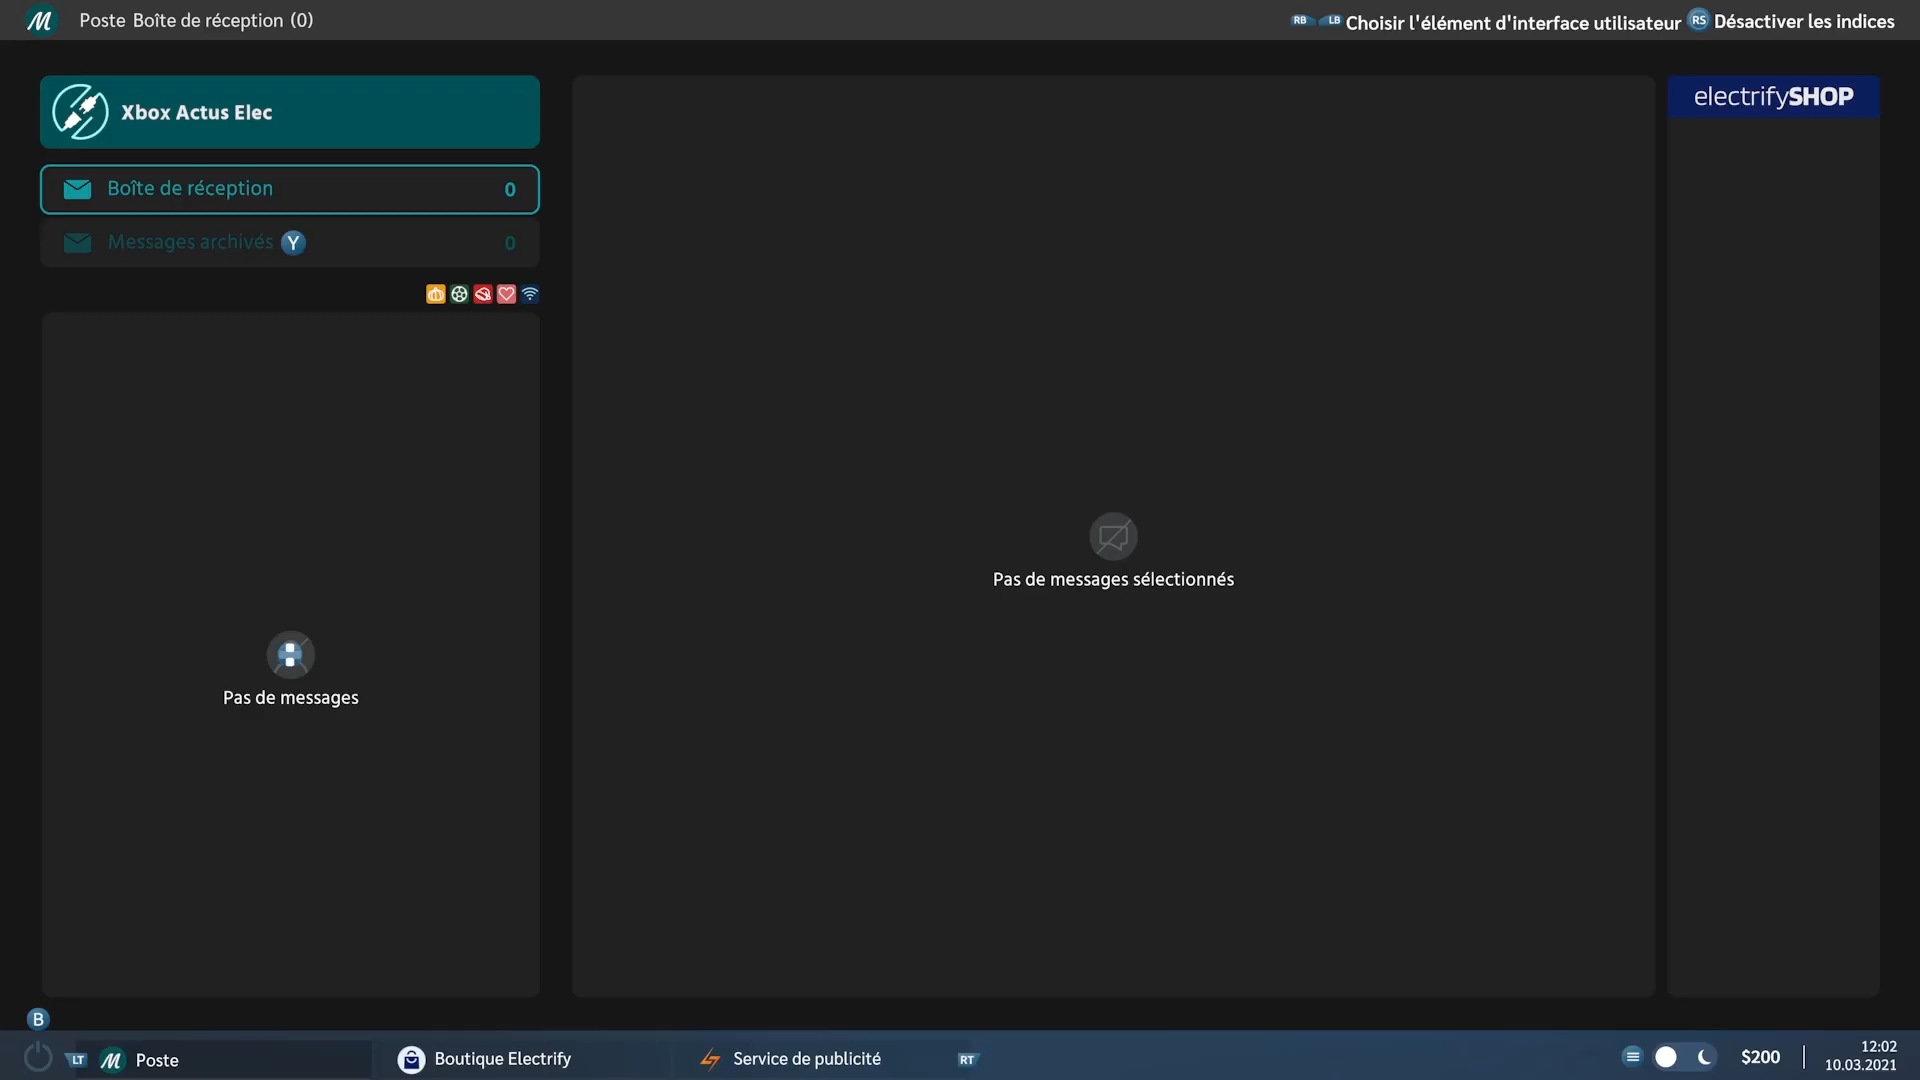 Poste Boîte de réception (0)
RB LB Choisir l'élément d'interface utilisateur RS Désactiver les indices
Xbox Actus Elec
electrifySHOP
Boîte de réception 0
Messages archivés Y 0
Pas de messages sélectionnés
Pas de messages
B
LT M Poste
Boutique Electrify
Service de publicité RT
$200
12:02
10.03.2021